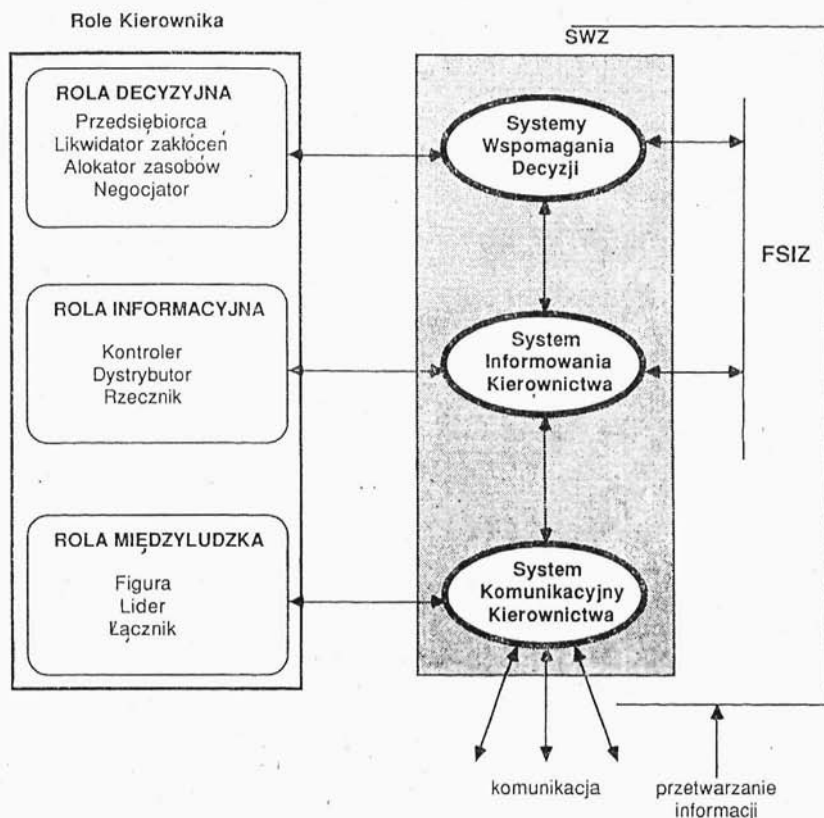 Role Kierownika
SWZ
ROLA DECYZYJNA
Przedsiębiorca
Likwidator zakłóceń
Alokator zasobów
Negocjator
Systemy
Wspomagania
Decyzji
FSIZ
ROLA INFORMACYJNA
Kontroler
Dystrybutor
Rzecznik
System
Informowania
Kierownictwa
ROLA MIĘDZYLUDZKA
Figura
Lider
Łącznik
System
Komunikacyjny
Kierownictwa
komunikacja
przetwarzanie
informacji